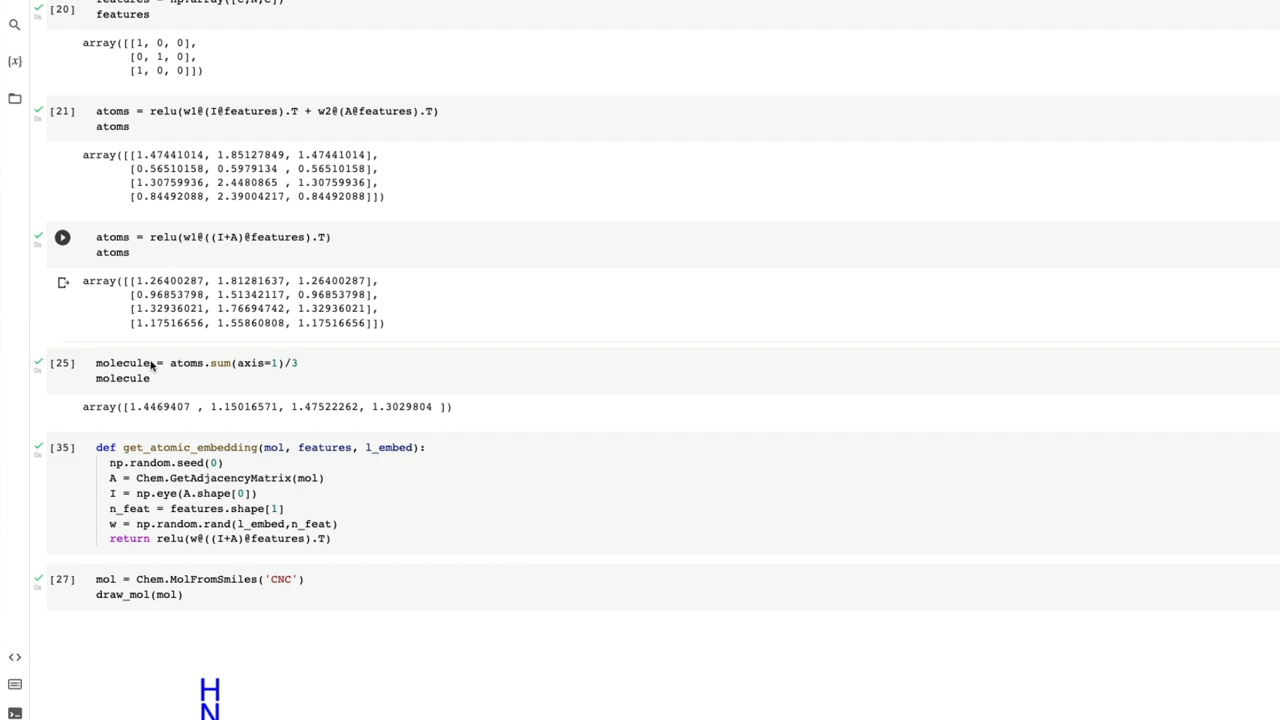 [20] features = np.array([C,N,C])
features
array([[1, 0, 0],
[0, 1, 0],
[1, 0, 0]])
[21] atoms = relu(w1@(I@features).T + w2@(A@features).T)
atoms
array([[1.47441014, 1.85127849, 1.47441014],
[0.56510158, 0.5979134 , 0.56510158],
[1.30759936, 2.4480865 , 1.30759936],
[0.84492088, 2.39004217, 0.84492088]])
atoms = relu(w1@((I+A)@features).T)
atoms
array([[1.26400287, 1.81281637, 1.26400287],
[0.96853798, 1.51342117, 0.96853798],
[1.32936021, 1.76694742, 1.32936021],
[1.17516656, 1.55860808, 1.17516656]])
[25] molecule = atoms.sum(axis=1)/3
molecule
array([1.4469407 , 1.15016571, 1.47522262, 1.3029804 ])
[35] def get_atomic_embedding(mol, features, l_embed):
np.random.seed(0)
A = Chem.GetAdjacencyMatrix(mol)
I = np.eye(A.shape[0])
n_feat = features.shape[1]
w = np.random.rand(l_embed,n_feat)
return relu(w@((I+A)@features).T)
[27] mol = Chem.MolFromSmiles('CNC')
draw_mol(mol)
H
N